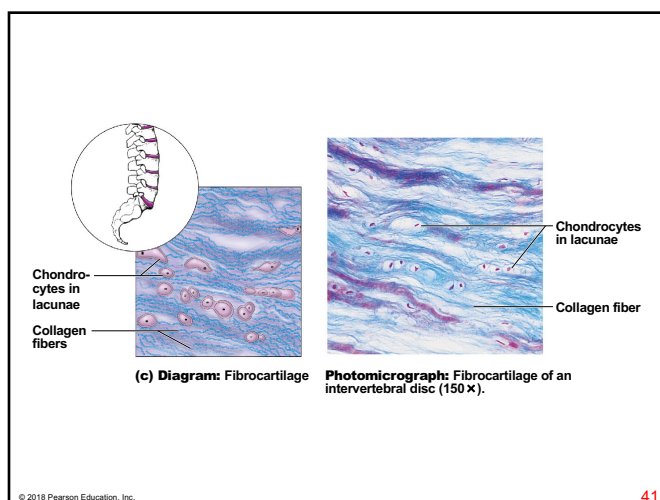 Chondro-
cytes in
lacunae
Collagen
fibers
(c) Diagram: Fibrocartilage
Chondrocytes
in lacunae
Collagen fiber
Photomicrograph: Fibrocartilage of an
intervertebral disc (150×).
© 2018 Pearson Education, Inc.
41